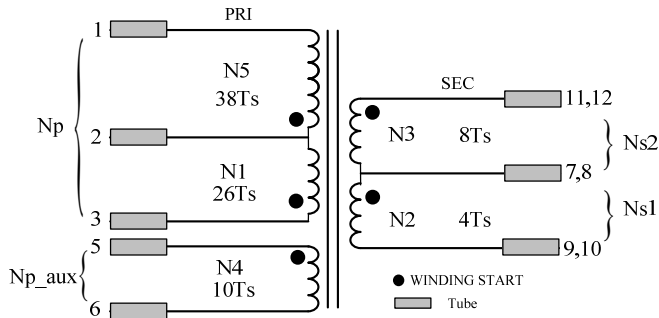 PRI
1
N5
38Ts
Np
2
N1
26Ts
3
5
Np_aux
N4
10Ts
6
SEC
11,12
N3 8Ts
Ns2
7,8
N2 4Ts
Ns1
9,10
WINDING START
Tube